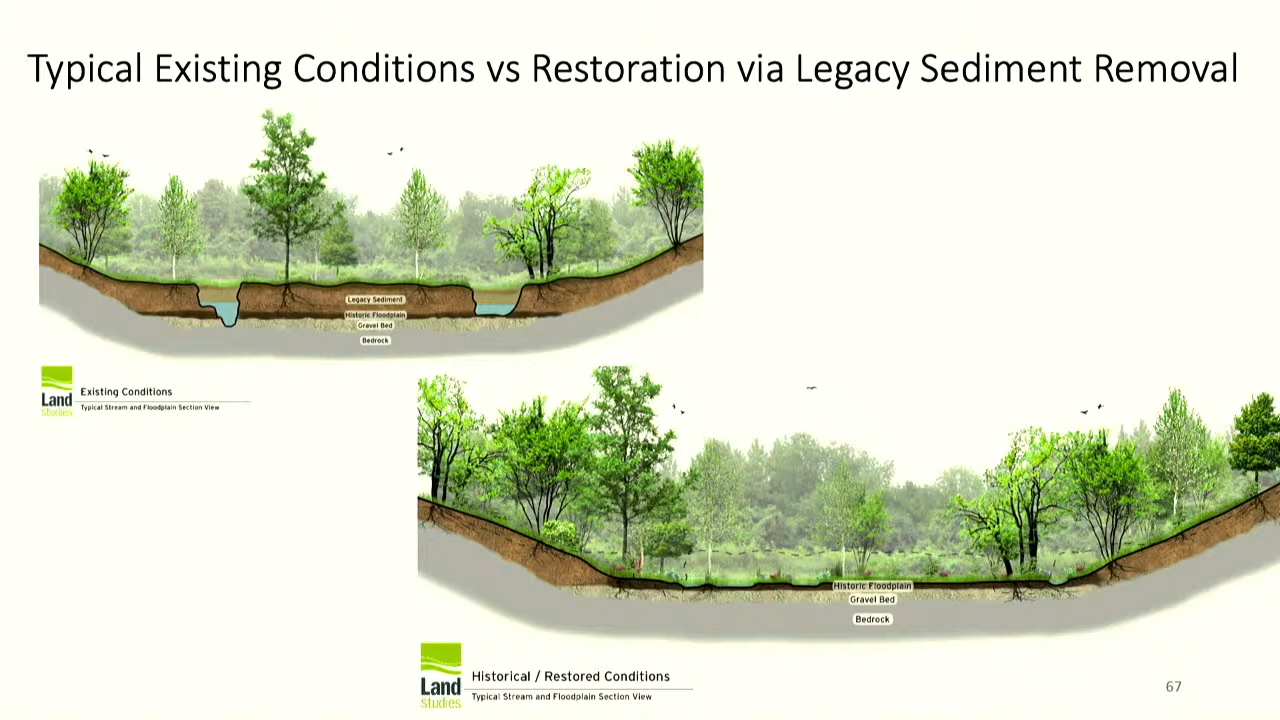 Typical Existing Conditions vs Restoration via Legacy Sediment Removal
Legacy Sediment
Historic Floodplain
Gravel Bed
Bedrock
Land
studies
Existing Conditions
Typical Stream and Floodplain Section View
Historic Floodplain
Gravel Bed
Bedrock
Land
studies
Historical / Restored Conditions
Typical Stream and Floodplain Section View
67